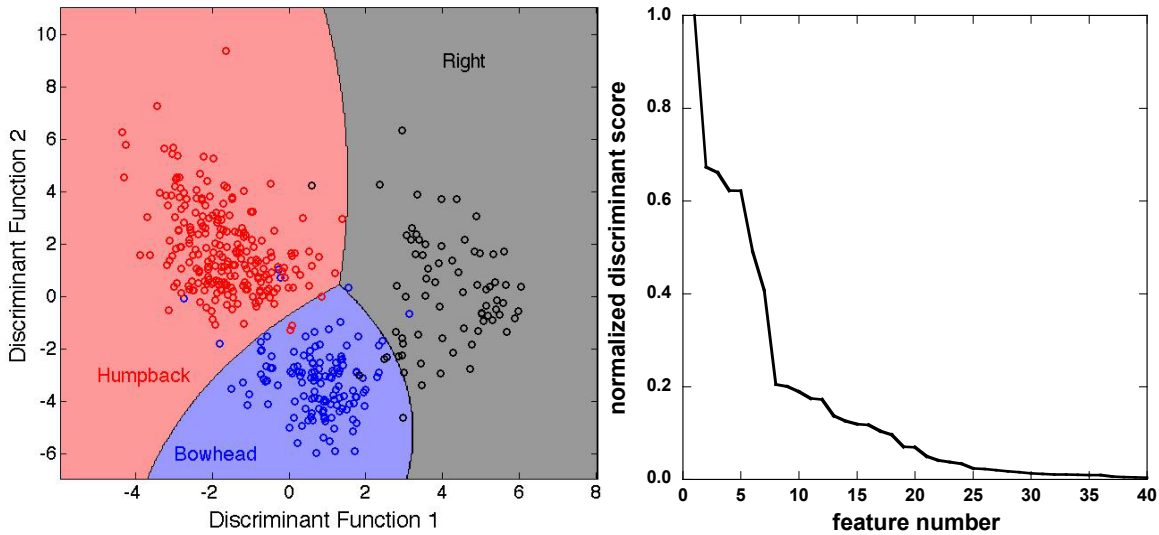 10
8
6
4
2
0
-2
-4
-6
Discriminant Function 2
Right
Humpback
Bowhead
-4 -2 0 2 4 6 8
Discriminant Function 1
1.0
0.8
0.6
0.4
0.2
0.0
normalized discriminant score
0 5 10 15 20 25 30 35 40
feature number